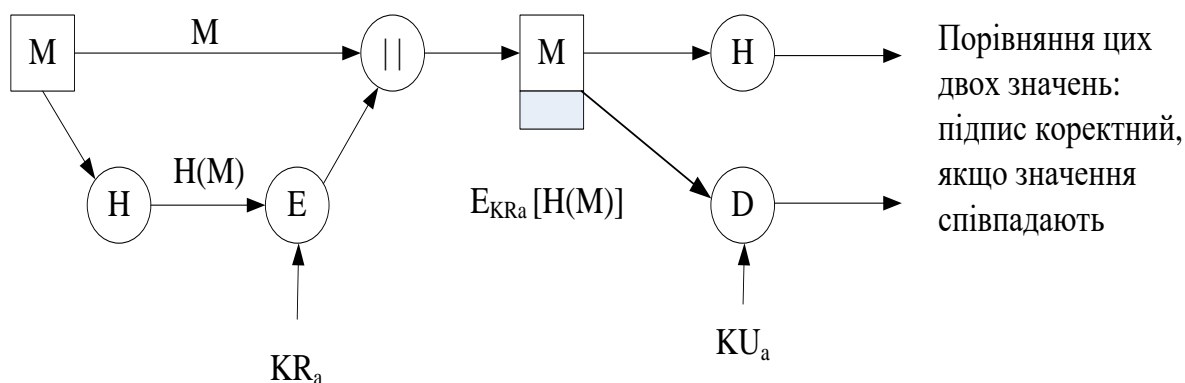 M
M
||
M
H
Порівняння цих
двох значень:
підпис коректний,
якщо значення
співпадають
H
H(M)
E
E_KRa [H(M)]
D
KR_a
KU_a